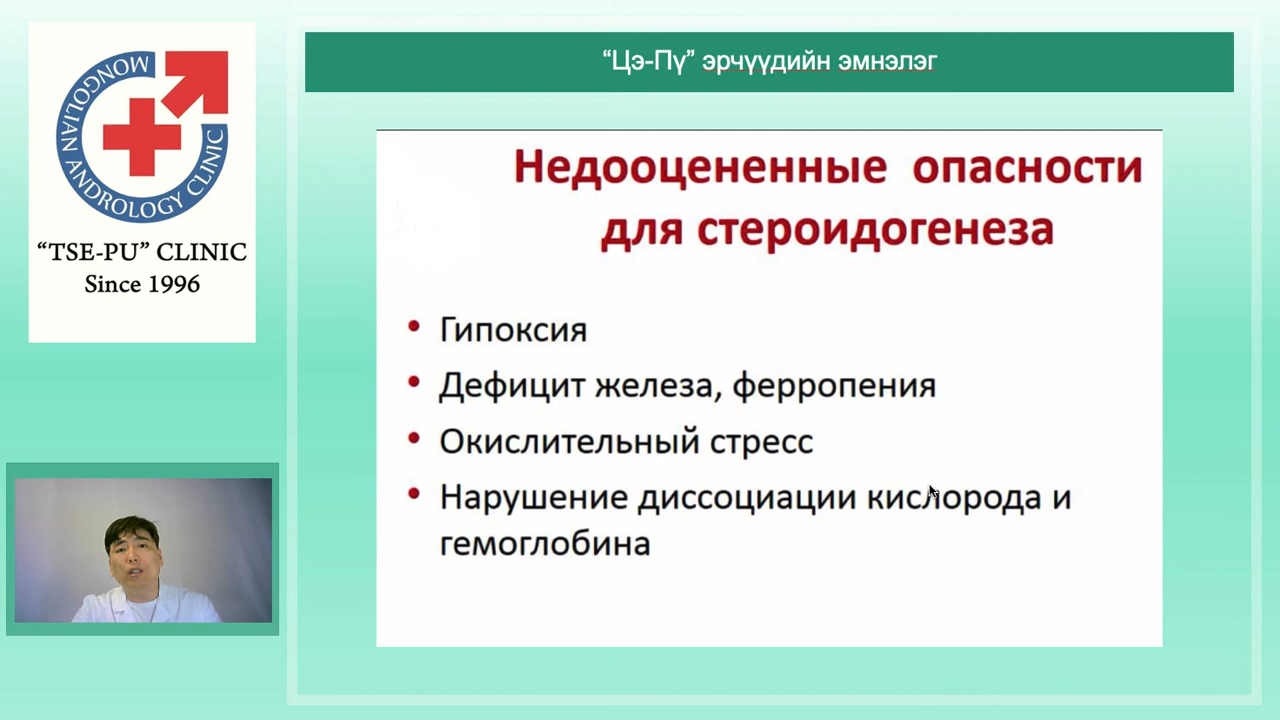 MONGOLIAN ANDROLOGY CLINIC
“TSE-PU” CLINIC
Since 1996
“Цэ-Пү” эрчүүдийн эмнэлэг
Недооцененные опасности
для стероидогенеза
• Гипоксия
• Дефицит железа, ферропения
• Окислительный стресс
• Нарушение диссоциации кислорода и
гемоглобина